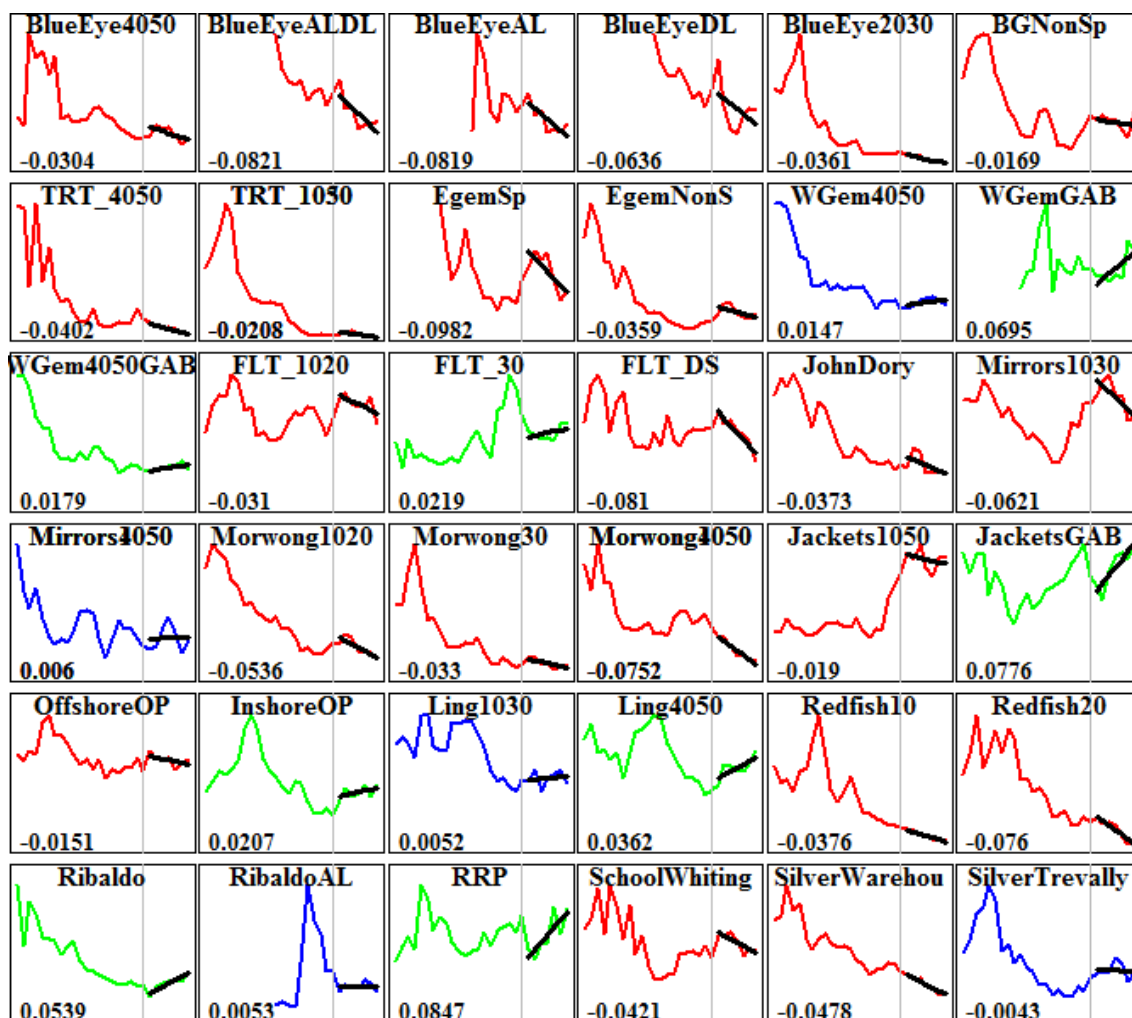 BlueEye4050 BlueEyeALDL BlueEyeAL BlueEyeDL BlueEye2030 BGNonSp
-0.0304 -0.0821 -0.0819 -0.0636 -0.0361 -0.0169
TRT_4050 TRT_1030 EgemSp EgemNonS WGem4050 WGemGAB
-0.0402 -0.0208 -0.0982 -0.0359 0.0147 0.0695
WGem4050GAB FLT_1020 FLT_30 FLT_DS JohnDory Mirrors1030
0.0179 -0.031 0.0219 -0.081 -0.0373 -0.0621
Mirrors4050 Morwong1020 Morwong30 Morwong4050 Jackets1050 JacketsGAB
0.006 -0.0536 -0.033 -0.0752 -0.019 0.0776
OffshoreOP InshoreOP Ling1030 Ling4050 Redfish10 Redfish20
-0.0151 0.0207 0.0052 0.0362 -0.0376 -0.076
Ribaldo RibaldoAL RRP SchoolWhiting SilverWarehou SilverTrevally
0.0539 0.0053 0.0847 -0.0421 -0.0478 -0.0043